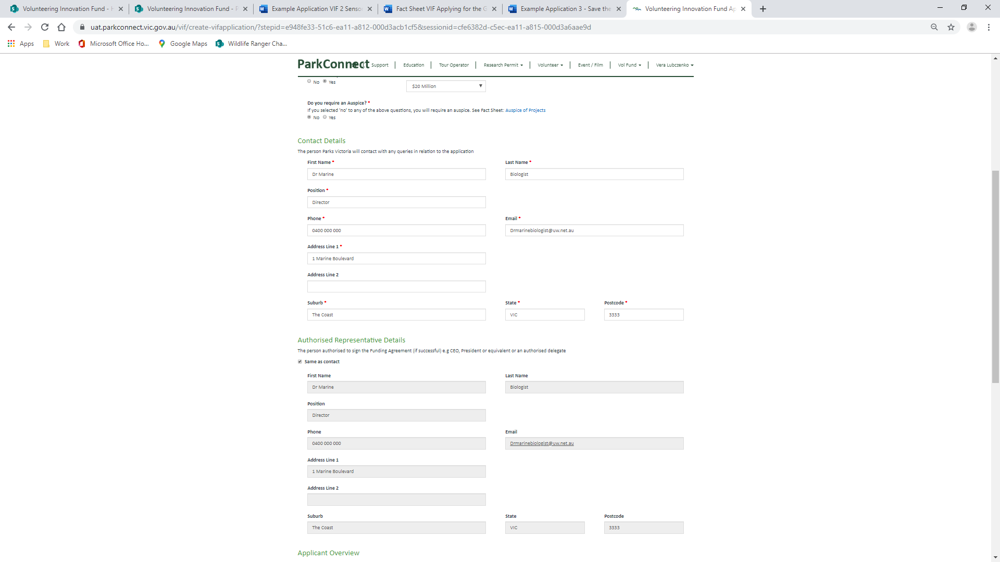 Volunteering Innovation Fund - H
Volunteering Innovation Fund - P
Example Application VIF 2 Senso
Fact Sheet VIF Applying for the G
Example Application 3 - Save the
Volunteering Innovation Fund Ap
uat.parkconnect.vic.gov.au/vif/create-vifapplication/?stepid=e948fe33-51c6-ea11-a812-000d3acb1cf5&sessionid=cfe6382d-c5ec-ea11-a815-000d3a6aae9d
Apps Work Microsoft Office Ho... Google Maps Wildlife Ranger Cha...
ParkConnect Support Education Tour Operator Research Permit Volunteer Event / Film Vol Fund Vera Lubczenko
No Yes $20 Million
Do you require an Auspice? *
If you selected 'no' to any of the above questions, you will require an auspice. See Fact Sheet: Auspice of Projects
No Yes
Contact Details
The person Parks Victoria will contact with any queries in relation to the application
First Name * Last Name *
Dr Marine Biologist
Position *
Director
Phone * Email *
0400 000 000 Drmarinebiologist@uw.net.au
Address Line 1 *
1 Marine Boulevard
Address Line 2
Suburb * State * Postcode *
The Coast VIC 3333
Authorised Representative Details
The person authorised to sign the Funding Agreement (if successful) e.g CEO, President or equivalent or an authorised delegate
Same as contact
First Name Last Name
Dr Marine Biologist
Position
Director
Phone Email
0400 000 000 Drmarinebiologist@uw.net.au
Address Line 1
1 Marine Boulevard
Address Line 2
Suburb State Postcode
The Coast VIC 3333
Applicant Overview